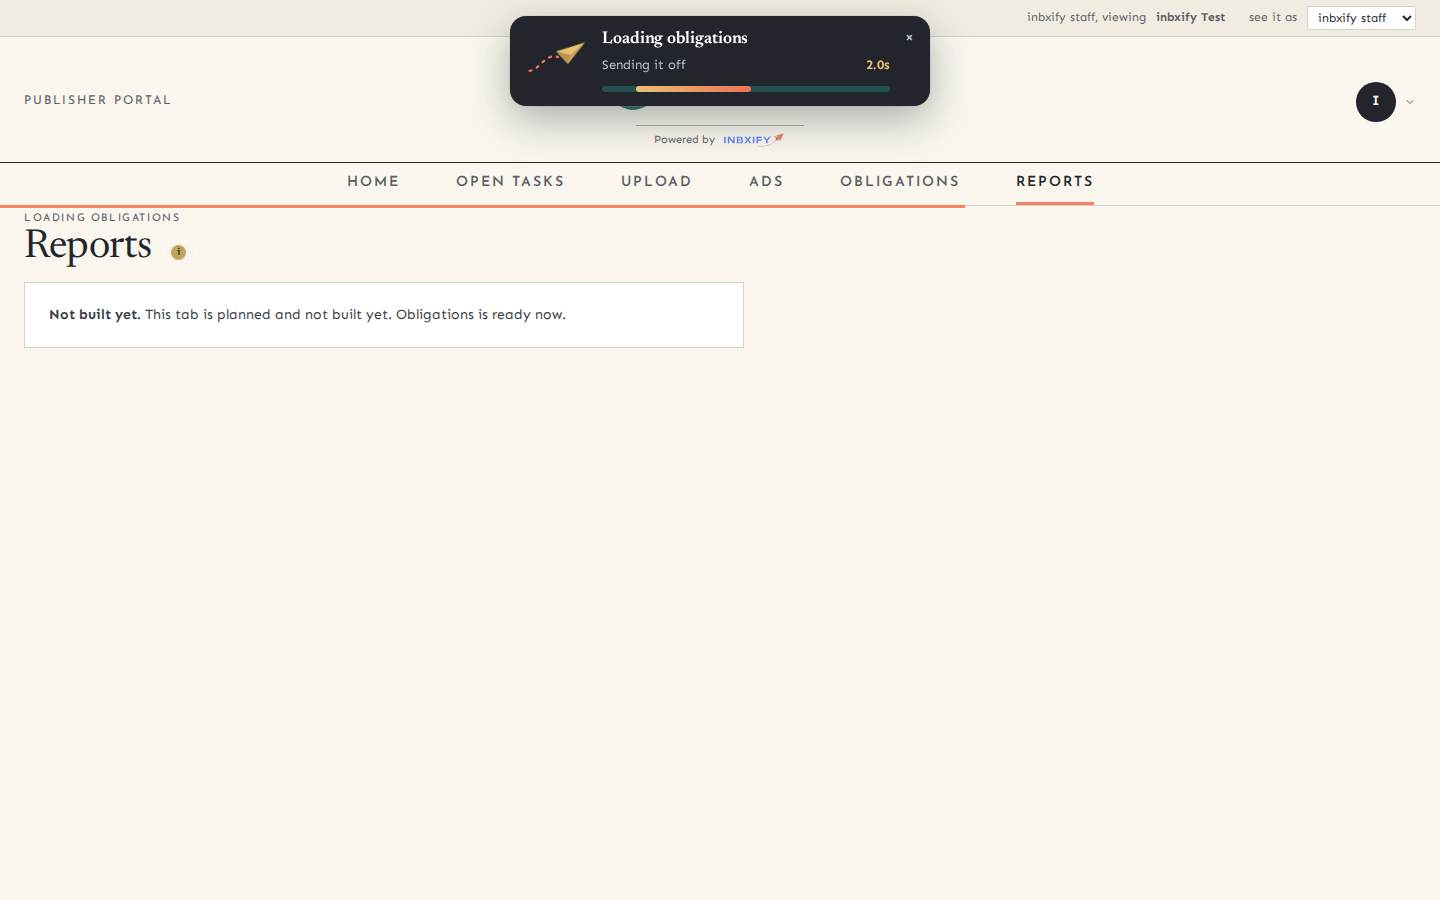 inbxify staff, viewing inbxify Test see it as inbxify staff
Loading obligations ×
Sending it off 2.0s
PUBLISHER PORTAL
I
Powered by INBXIFY
HOME OPEN TASKS UPLOAD ADS OBLIGATIONS REPORTS
LOADING OBLIGATIONS
Reports i
Not built yet. This tab is planned and not built yet. Obligations is ready now.